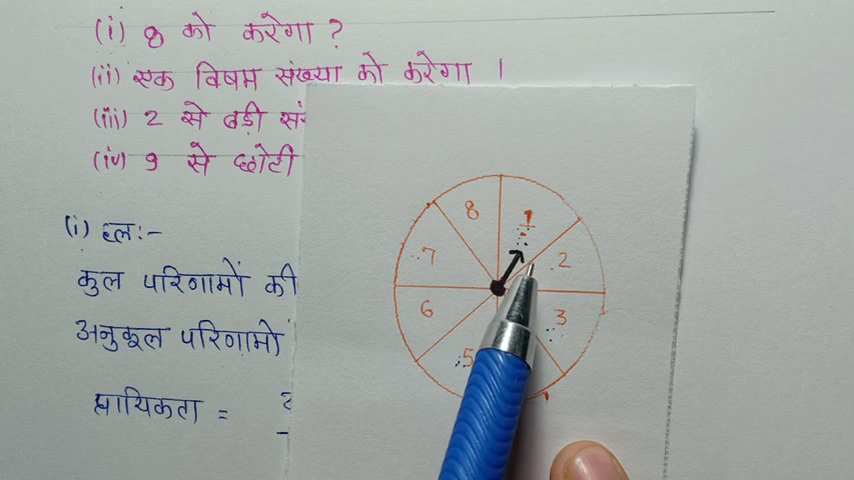 (i) 8 को करेगा ?
(ii) एक विषम संख्या को करेगा ।
(iii) 2 से बड़ी
(iv) 9 से छोटी
(i) हलः-
कुल परिणामों की
अनुकूल परिणामों
प्रायिकता =
8 1
7 2
6 3
5